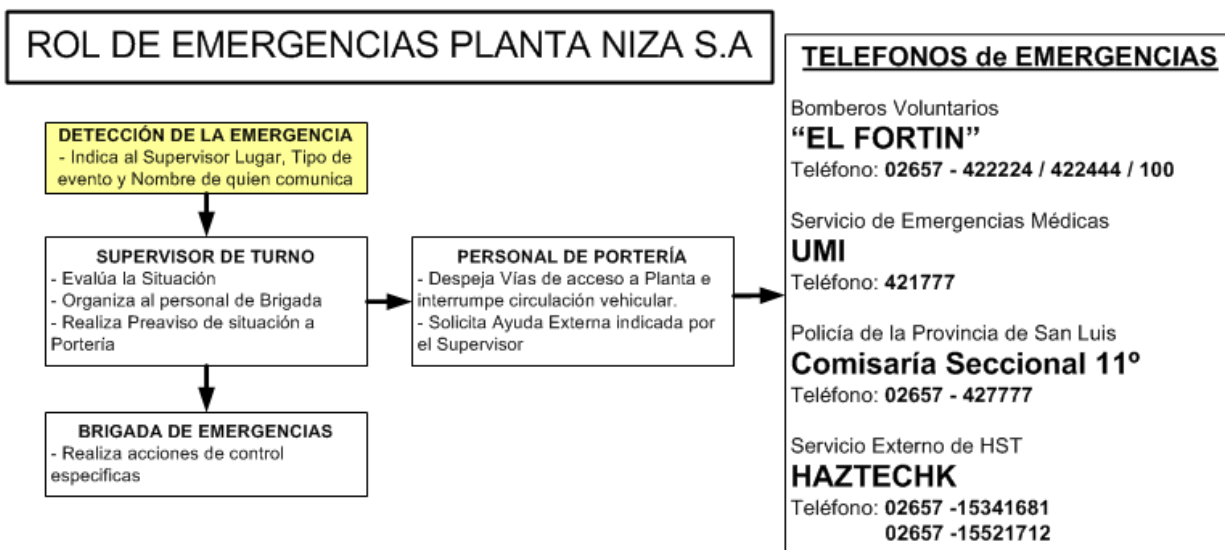 ROL DE EMERGENCIAS PLANTA NIZA S.A
DETECCIÓN DE LA EMERGENCIA
- Indica al Supervisor Lugar, Tipo de
evento y Nombre de quien comunica
SUPERVISOR DE TURNO
- Evalúa la Situación
- Organiza al personal de Brigada
- Realiza Preaviso de situación a
Portería
PERSONAL DE PORTERÍA
- Despeja Vías de acceso a Planta e
interrumpe circulación vehicular.
- Solicita Ayuda Externa indicada por
el Supervisor
BRIGADA DE EMERGENCIAS
- Realiza acciones de control
especificas
TELEFONOS de EMERGENCIAS
Bomberos Voluntarios
“EL FORTIN”
Teléfono: 02657 - 422224 / 422444 / 100
Servicio de Emergencias Médicas
UMI
Teléfono: 421777
Policía de la Provincia de San Luis
Comisaría Seccional 11º
Teléfono: 02657 - 427777
Servicio Externo de HST
HAZTECHK
Teléfono: 02657 -15341681
02657 -15521712